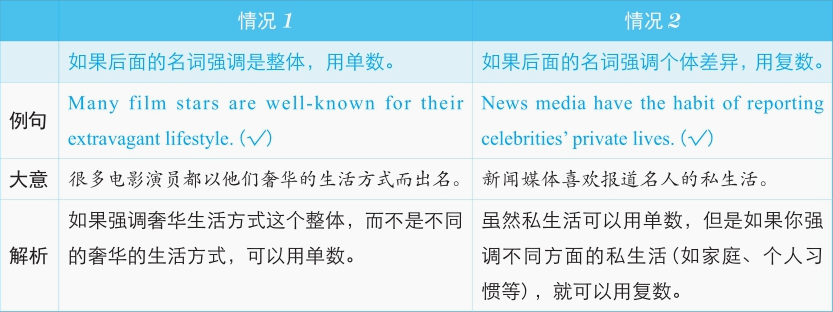 情况 1
情况 2
如果后面的名词强调是整体，用单数。
如果后面的名词强调个体差异，用复数。
例句
Many film stars are well-known for their
extravagant lifestyle. (√)
News media have the habit of reporting
celebrities’ private lives. (√)
大意
很多电影演员都以他们奢华的生活方式而出名。
新闻媒体喜欢报道名人的私生活。
解析
如果强调奢华生活方式这个整体，而不是不同
的奢华的生活方式，可以用单数。
虽然私生活可以用单数，但是如果你强
调不同方面的私生活（如家庭、个人习
惯等），就可以用复数。